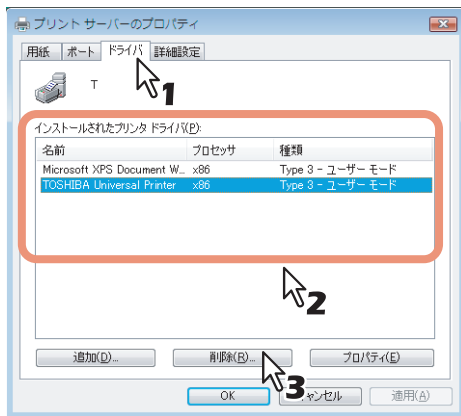 プリント サーバーのプロパティ
用紙 ポート ドライバ 詳細設定
T
1
インストールされたプリンタ ドライバ(P):
名前 プロセッサ 種類
Microsoft XPS Document W... x86 Type 3 - ユーザー モード
TOSHIBA Universal Printer x86 Type 3 - ユーザー モード
2
追加(D)... 削除(R)... プロパティ(E)
3
OK キャンセル 適用(A)